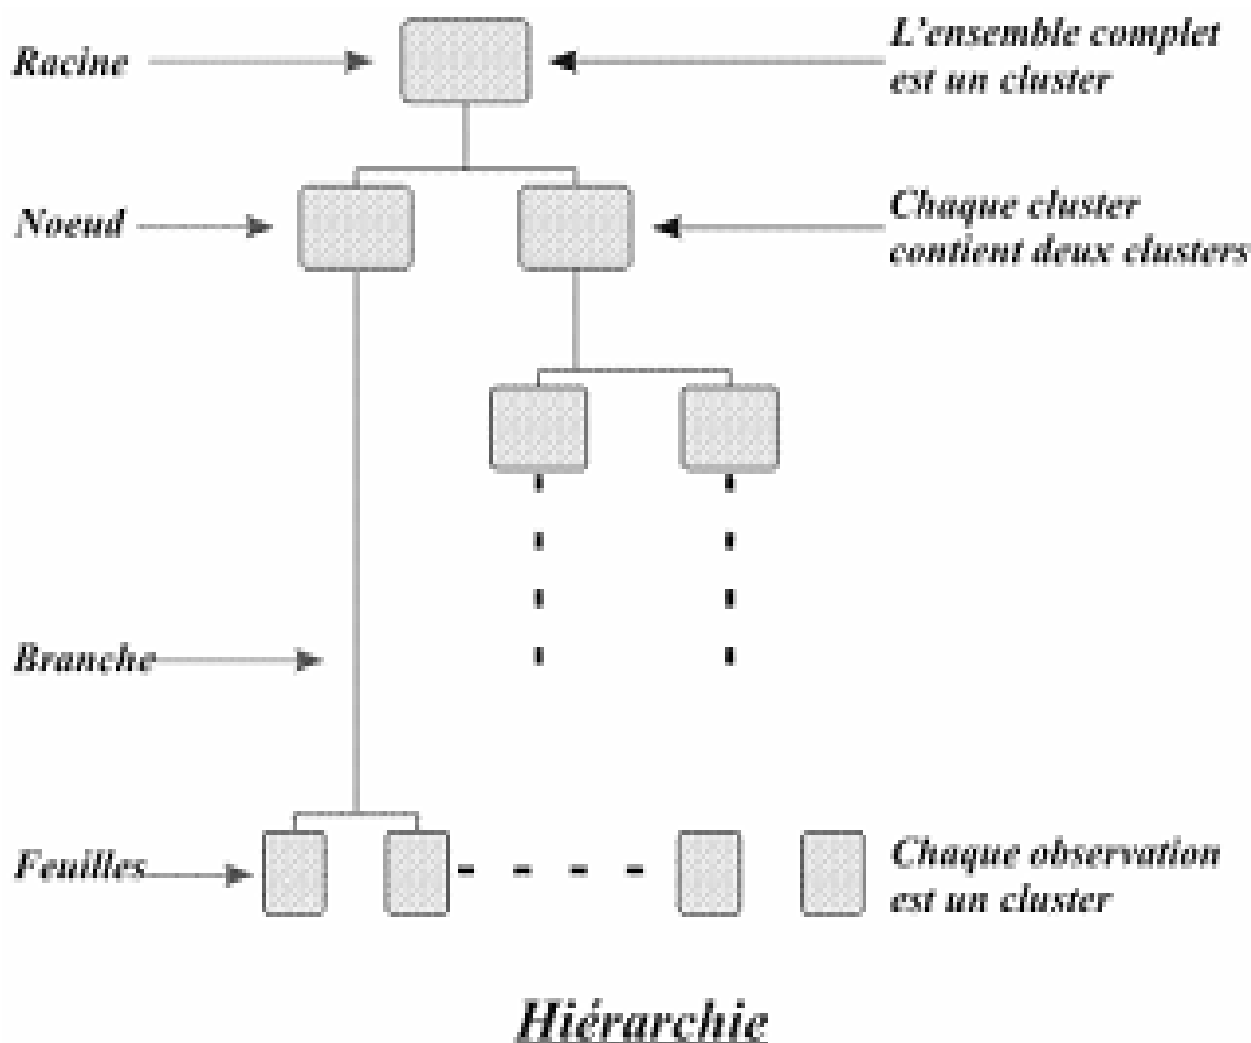 Racine
L'ensemble complet
est un cluster
Noeud
Chaque cluster
contient deux clusters
Branche
Feuilles
Chaque observation
est un cluster
Hiérarchie